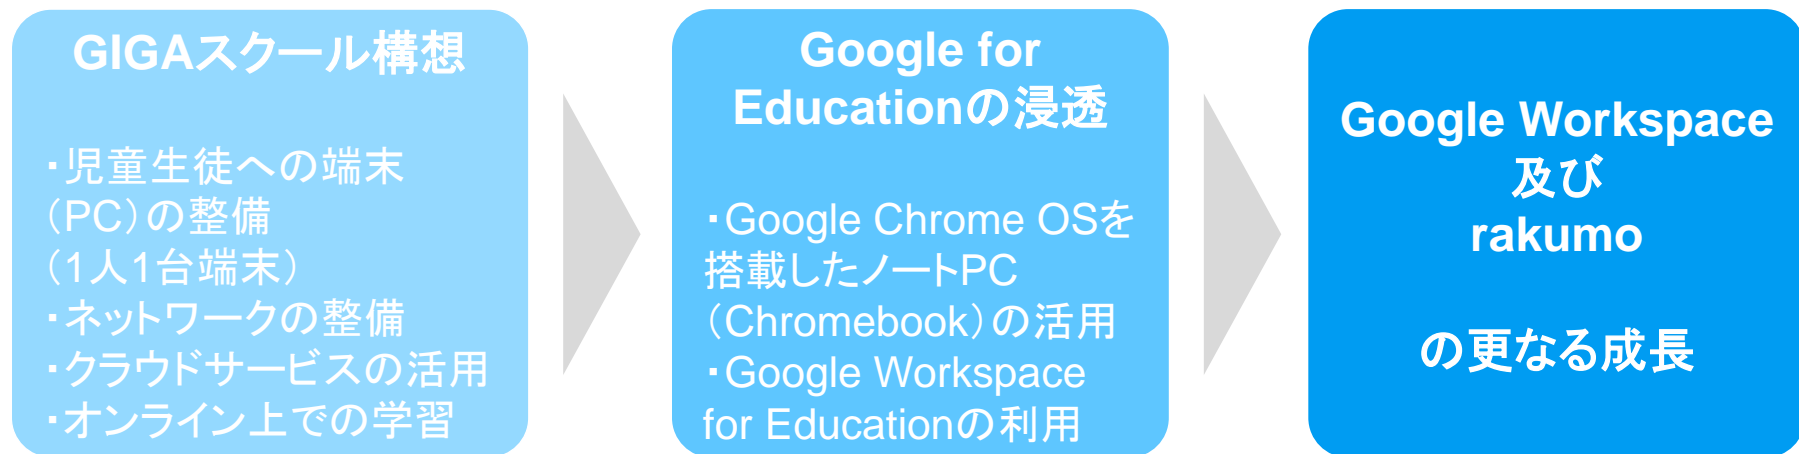 GIGAスクール構想
・児童生徒への端末
（PC）の整備
（1人1台端末）
・ネットワークの整備
・クラウドサービスの活用
・オンライン上での学習
Google for
Educationの浸透
・Google Chrome OSを
搭載したノートPC
（Chromebook）の活用
・Google Workspace
for Educationの利用
Google Workspace
及び
rakumo
の更なる成長